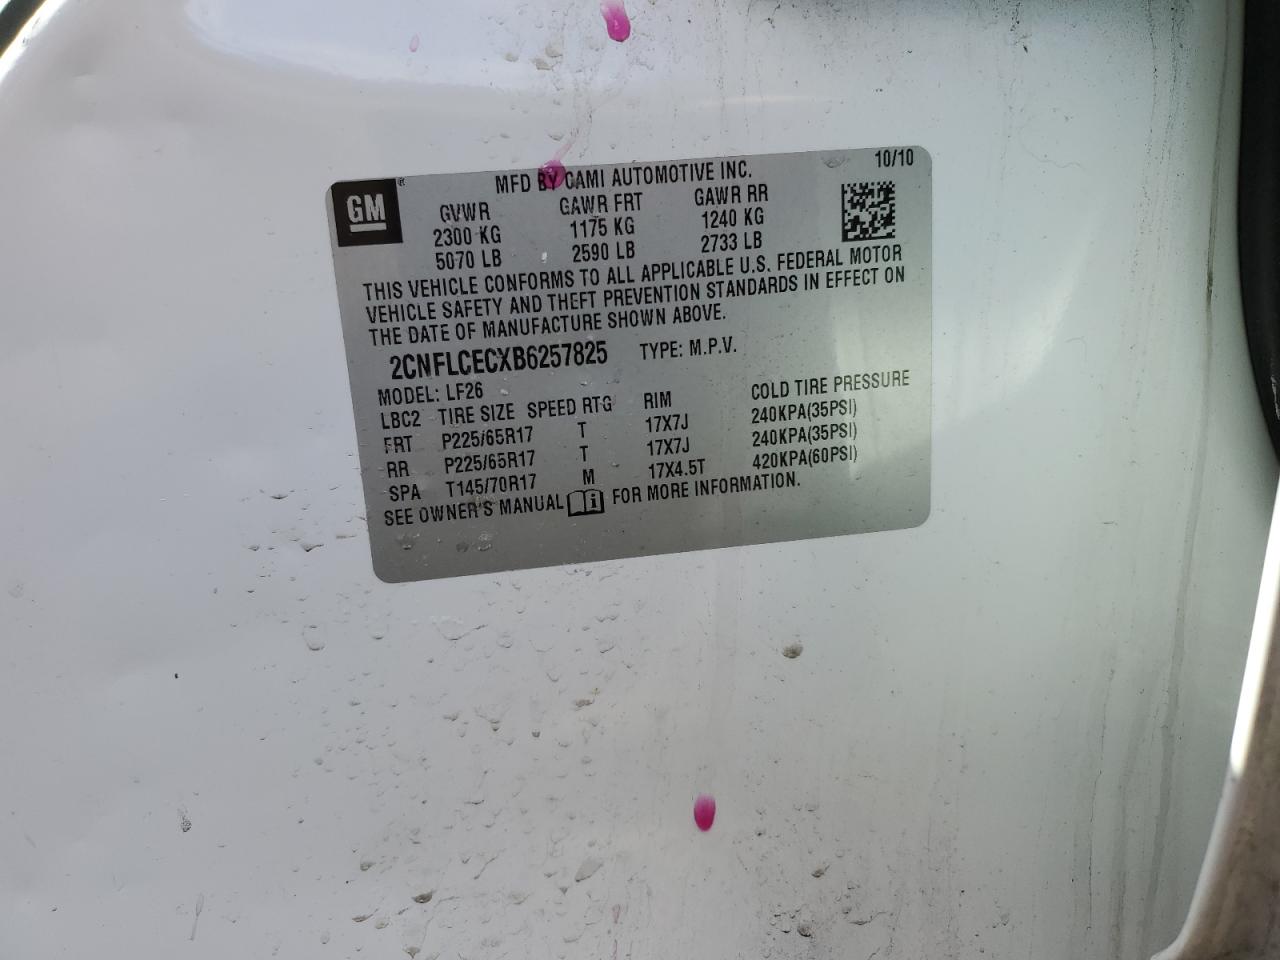 GM
MFD BY CAMI AUTOMOTIVE INC. 10/10
GVWR GAWR FRT GAWR RR
2300 KG 1175 KG 1240 KG
5070 LB 2590 LB 2733 LB
THIS VEHICLE CONFORMS TO ALL APPLICABLE U.S. FEDERAL MOTOR
VEHICLE SAFETY AND THEFT PREVENTION STANDARDS IN EFFECT ON
THE DATE OF MANUFACTURE SHOWN ABOVE.
2CNFLCECXB6257825 TYPE: M.P.V.
MODEL: LF26
LBC2 TIRE SIZE SPEED RTG RIM COLD TIRE PRESSURE
FRT P225/65R17 T 17X7J 240KPA(35PSI)
RR P225/65R17 T 17X7J 240KPA(35PSI)
SPA T145/70R17 M 17X4.5T 420KPA(60PSI)
SEE OWNER'S MANUAL i FOR MORE INFORMATION.